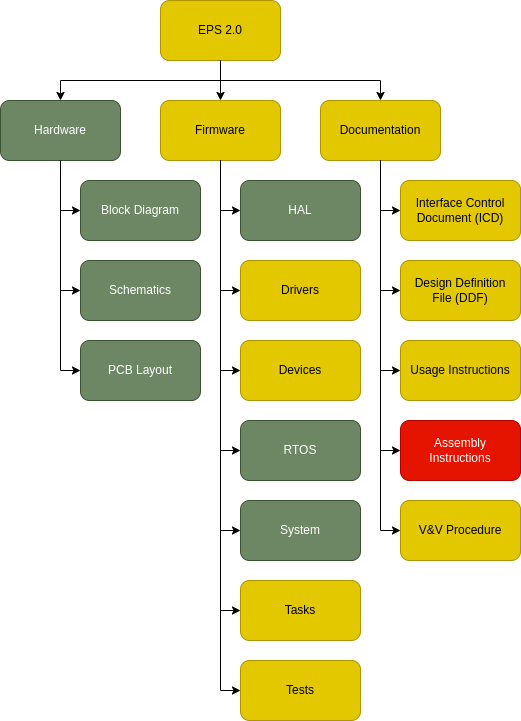 EPS 2.0
Hardware
Firmware
Documentation
Block Diagram
HAL
Interface Control
Document (ICD)
Schematics
Drivers
Design Definition
File (DDF)
PCB Layout
Devices
Usage Instructions
RTOS
Assembly
Instructions
System
V&V Procedure
Tasks
Tests